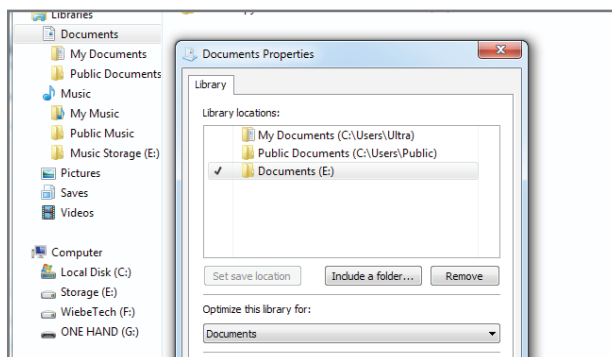 Libraries
Documents
My Documents
Public Documents
Music
My Music
Public Music
Music Storage (E:)
Pictures
Saves
Videos
Computer
Local Disk (C:)
Storage (E:)
WiebeTech (F:)
ONE HAND (G:)
Documents Properties
Library
Library locations:
My Documents (C:\Users\Ultra)
Public Documents (C:\Users\Public)
Documents (E:)
Set save location
Include a folder...
Remove
Optimize this library for:
Documents